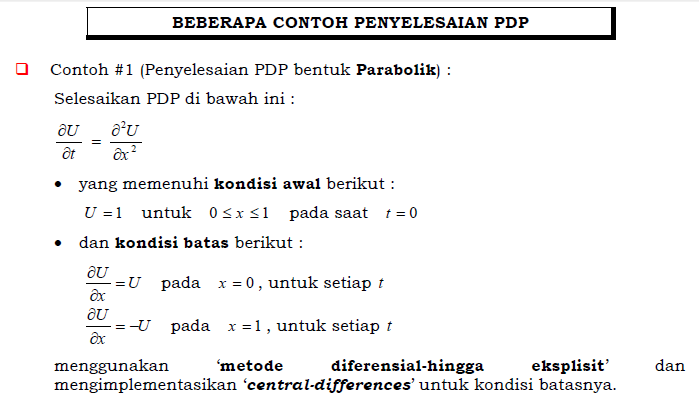 BEBERAPA CONTOH PENYELESAIAN PDP
❑ Contoh #1 (Penyelesaian PDP bentuk Parabolik) :
Selesaikan PDP di bawah ini :
∂U/∂t = ∂²U/∂x²
• yang memenuhi kondisi awal berikut :
U = 1 untuk 0 ≤ x ≤ 1 pada saat t = 0
• dan kondisi batas berikut :
∂U/∂x = U pada x = 0, untuk setiap t
∂U/∂x = –U pada x = 1, untuk setiap t
menggunakan ‘metode diferensial-hingga eksplisit’ dan
mengimplementasikan ‘central-differences’ untuk kondisi batasnya.